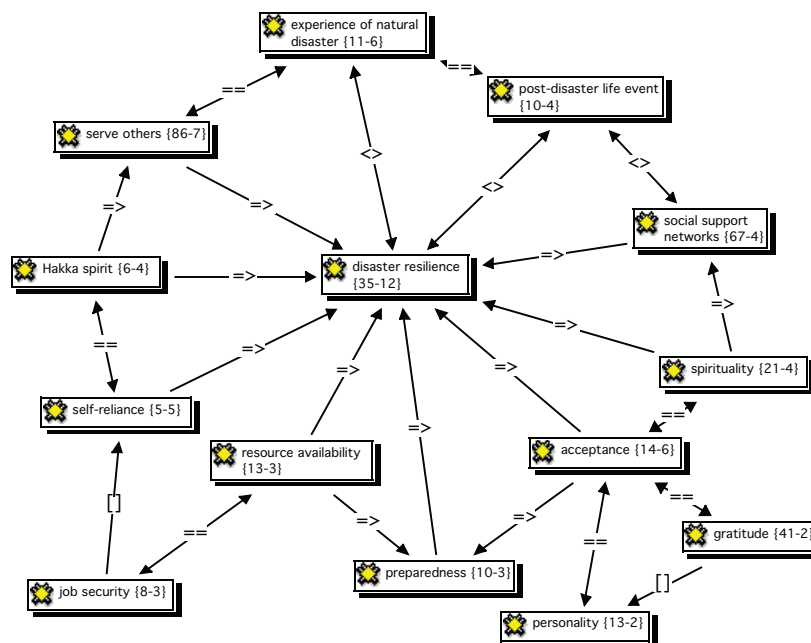 experience of natural
disaster {11-6}
==
==
post-disaster life event
{10-4}
serve others {86-7}
<>
<>
<>
=>
=>
social support
networks {67-4}
Hakka spirit {6-4}
=>
disaster resilience
{35-12}
=>
=>
==
=>
=>
=>
=>
spirituality {21-4}
self-reliance {5-5}
==
=>
resource availability
{13-3}
acceptance {14-6}
[]
==
==
=>
=>
==
gratitude {41-2}
job security {8-3}
preparedness {10-3}
[]
personality {13-2}